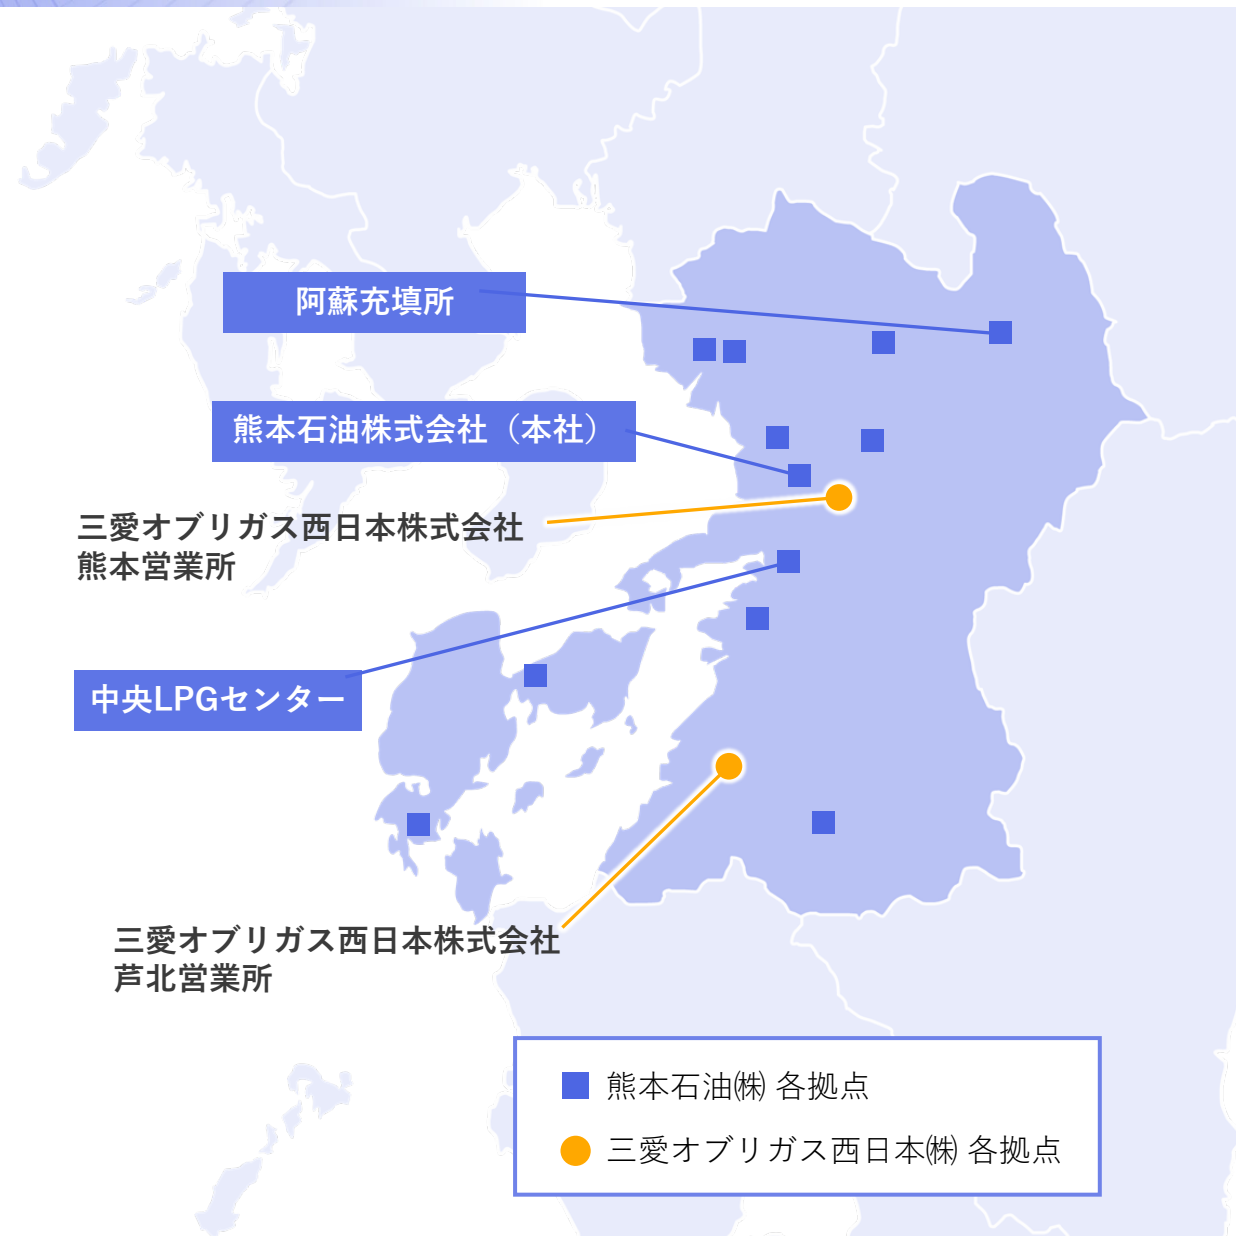 阿蘇充填所
熊本石油株式会社（本社）
三愛オブリガス西日本株式会社
熊本営業所
中央LPGセンター
三愛オブリガス西日本株式会社
芦北営業所
熊本石油㈱ 各拠点
三愛オブリガス西日本㈱ 各拠点